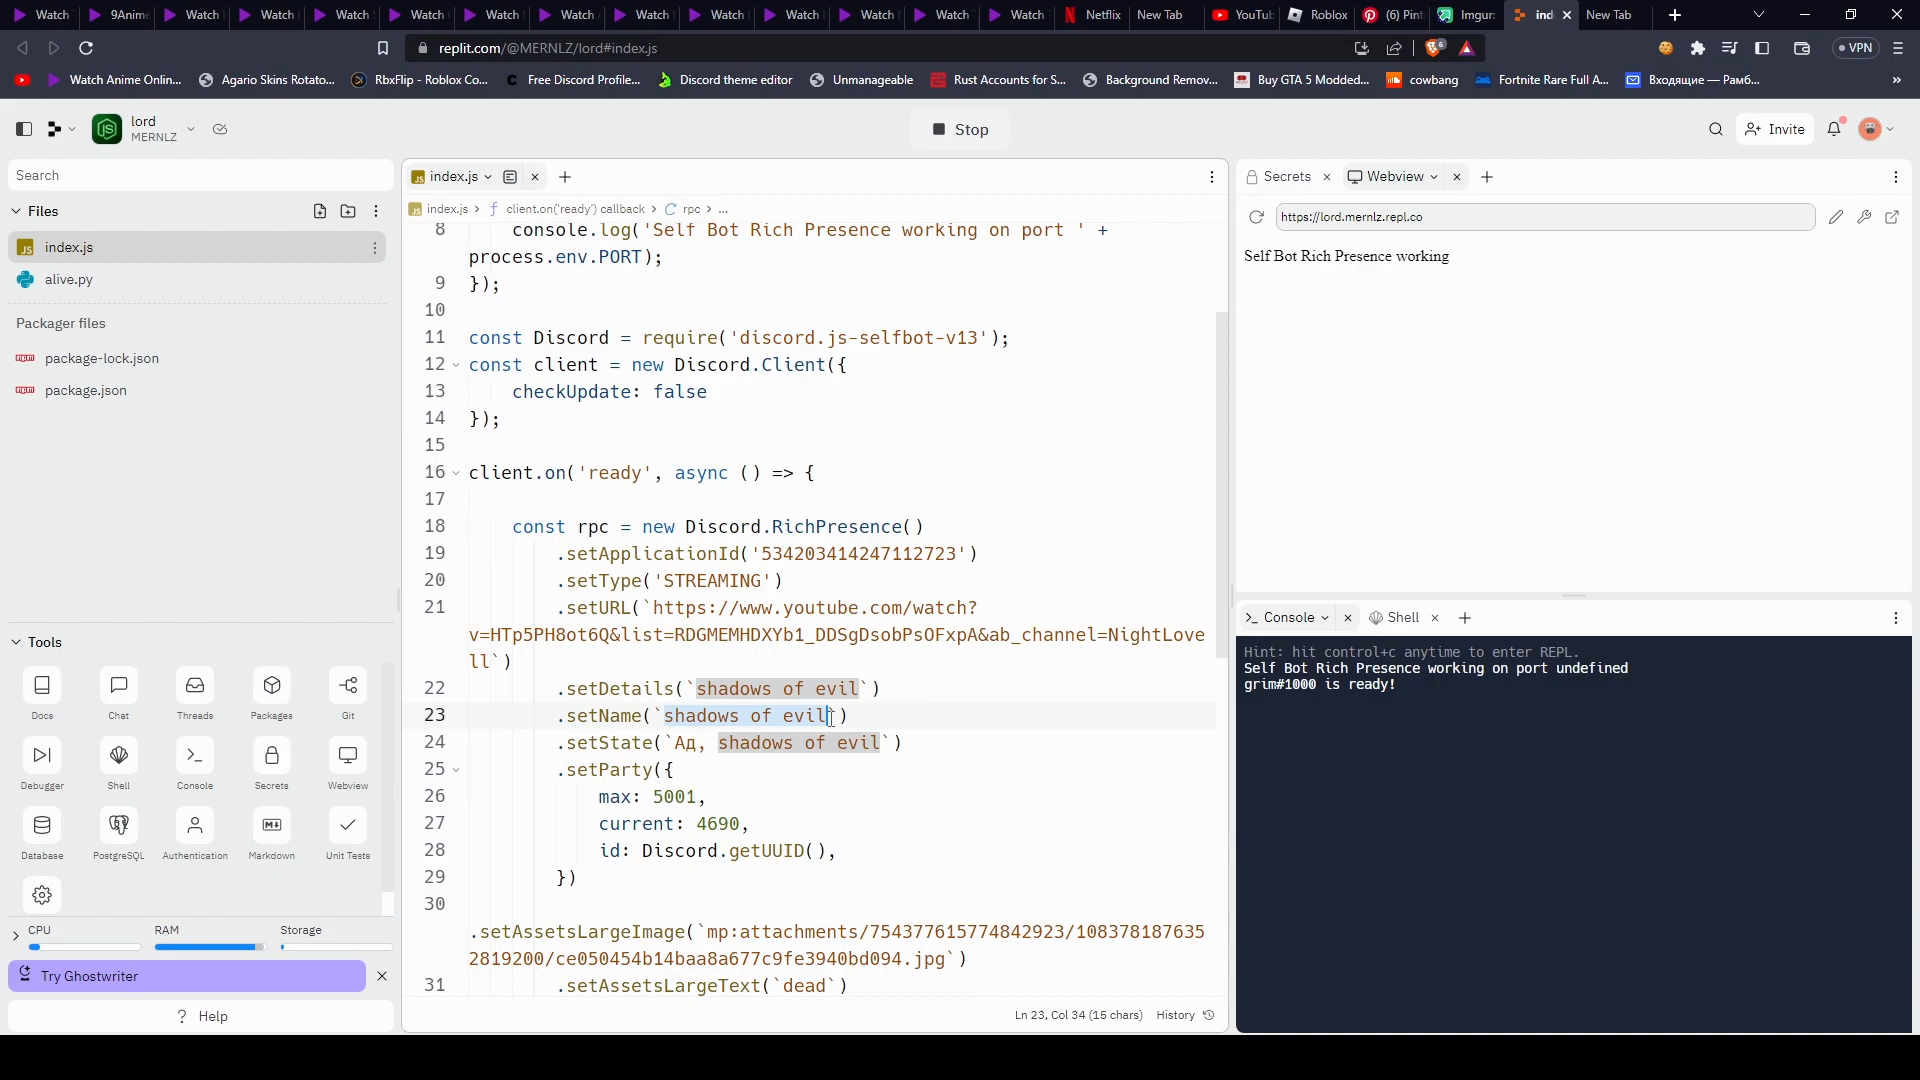 Watch
9Anime
Watch
Watch
Watch
Watch
Watch
Watch
Watch
Watch
Watch
Watch
Watch
Watch
Netflix
New Tab
YouTub
Roblox
(6) Pint
Imgur:
ind
New Tab
replit.com/@MERNLZ/lord#index.js
VPN
Watch Anime Onlin...
Agario Skins Rotato...
RbxFlip - Roblox Co...
Free Discord Profile...
Discord theme editor
Unmanageable
Rust Accounts for S...
Background Remov...
Buy GTA 5 Modded...
cowbang
Fortnite Rare Full A...
Входящие — Рамб...
lord
MERNLZ
Stop
Invite
Search
Files
index.js
alive.py
Packager files
package-lock.json
package.json
Tools
Docs
Chat
Threads
Packages
Git
Debugger
Shell
Console
Secrets
Webview
Database
PostgreSQL
Authentication
Markdown
Unit Tests
CPU
RAM
Storage
Try Ghostwriter
? Help
index.js
index.js > client.on('ready') callback > rpc > ...
8 console.log('Self Bot Rich Presence working on port ' +
process.env.PORT);
9 });
10
11 const Discord = require('discord.js-selfbot-v13');
12 const client = new Discord.Client({
13 checkUpdate: false
14 });
15
16 client.on('ready', async () => {
17
18 const rpc = new Discord.RichPresence()
19 .setApplicationId('534203414247112723')
20 .setType('STREAMING')
21 .setURL(`https://www.youtube.com/watch?
v=HTp5PH8ot6Q&list=RDGMEMHDXYb1_DDSgDsobPsOFxpA&ab_channel=NightLove
ll`)
22 .setDetails(`shadows of evil`)
23 .setName(`shadows of evil`)
24 .setState(`Ад, shadows of evil`)
25 .setParty({
26 max: 5001,
27 current: 4690,
28 id: Discord.getUUID(),
29 })
30
.setAssetsLargeImage(`mp:attachments/754377615774842923/108378187635
2819200/ce050454b14baa8a677c9fe3940bd094.jpg`)
31 .setAssetsLargeText(`dead`)
Ln 23, Col 34 (15 chars) History
Secrets
Webview
https://lord.mernlz.repl.co
Self Bot Rich Presence working
Console
Shell
Hint: hit control+c anytime to enter REPL.
Self Bot Rich Presence working on port undefined
grim#1000 is ready!